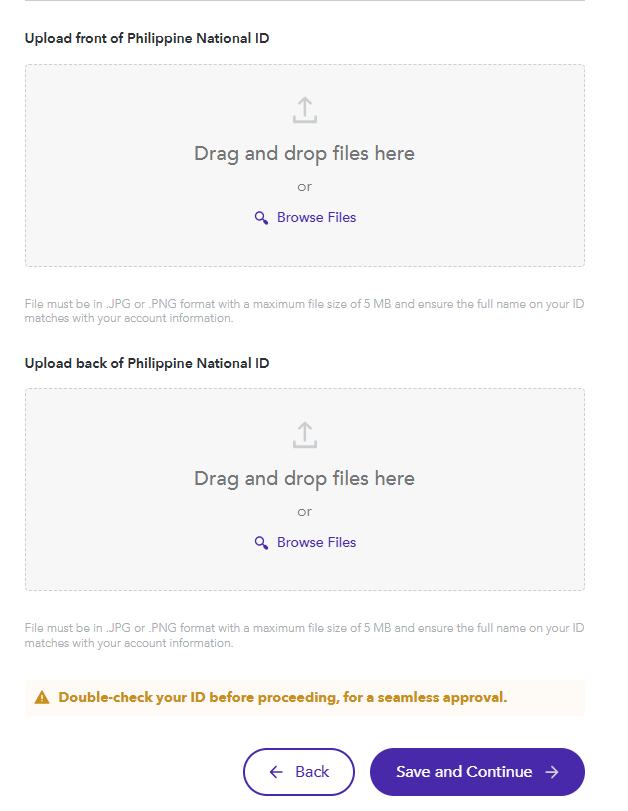 Upload front of Philippine National ID
Drag and drop files here
or
Browse Files
File must be in .JPG or .PNG format with a maximum file size of 5 MB and ensure the full name on your ID
matches with your account information.
Upload back of Philippine National ID
Drag and drop files here
or
Browse Files
File must be in .JPG or .PNG format with a maximum file size of 5 MB and ensure the full name on your ID
matches with your account information.
Double-check your ID before proceeding, for a seamless approval.
Back
Save and Continue